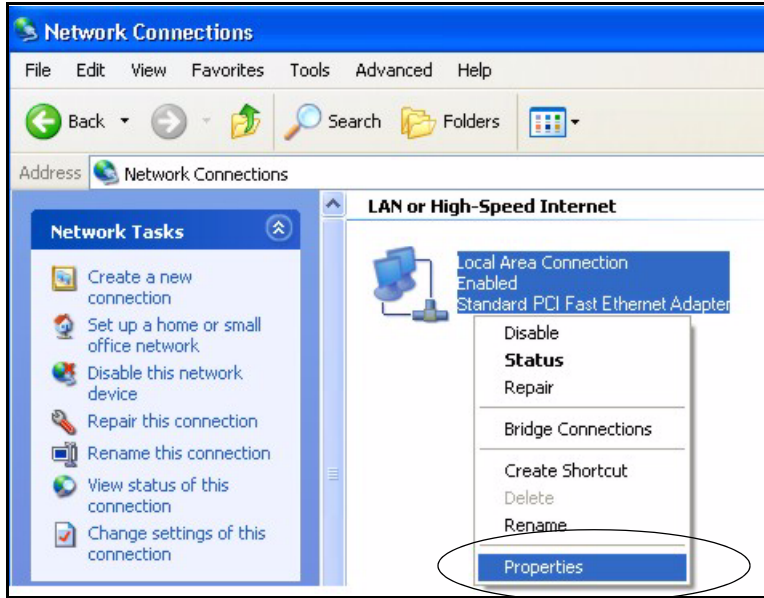 Network Connections
File Edit View Favorites Tools Advanced Help
Back Search Folders
Address Network Connections
Network Tasks
Create a new
connection
Set up a home or small
office network
Disable this network
device
Repair this connection
Rename this connection
View status of this
connection
Change settings of this
connection
LAN or High-Speed Internet
Local Area Connection
Enabled
Standard PCI Fast Ethernet Adapter
Disable
Status
Repair
Bridge Connections
Create Shortcut
Delete
Rename
Properties